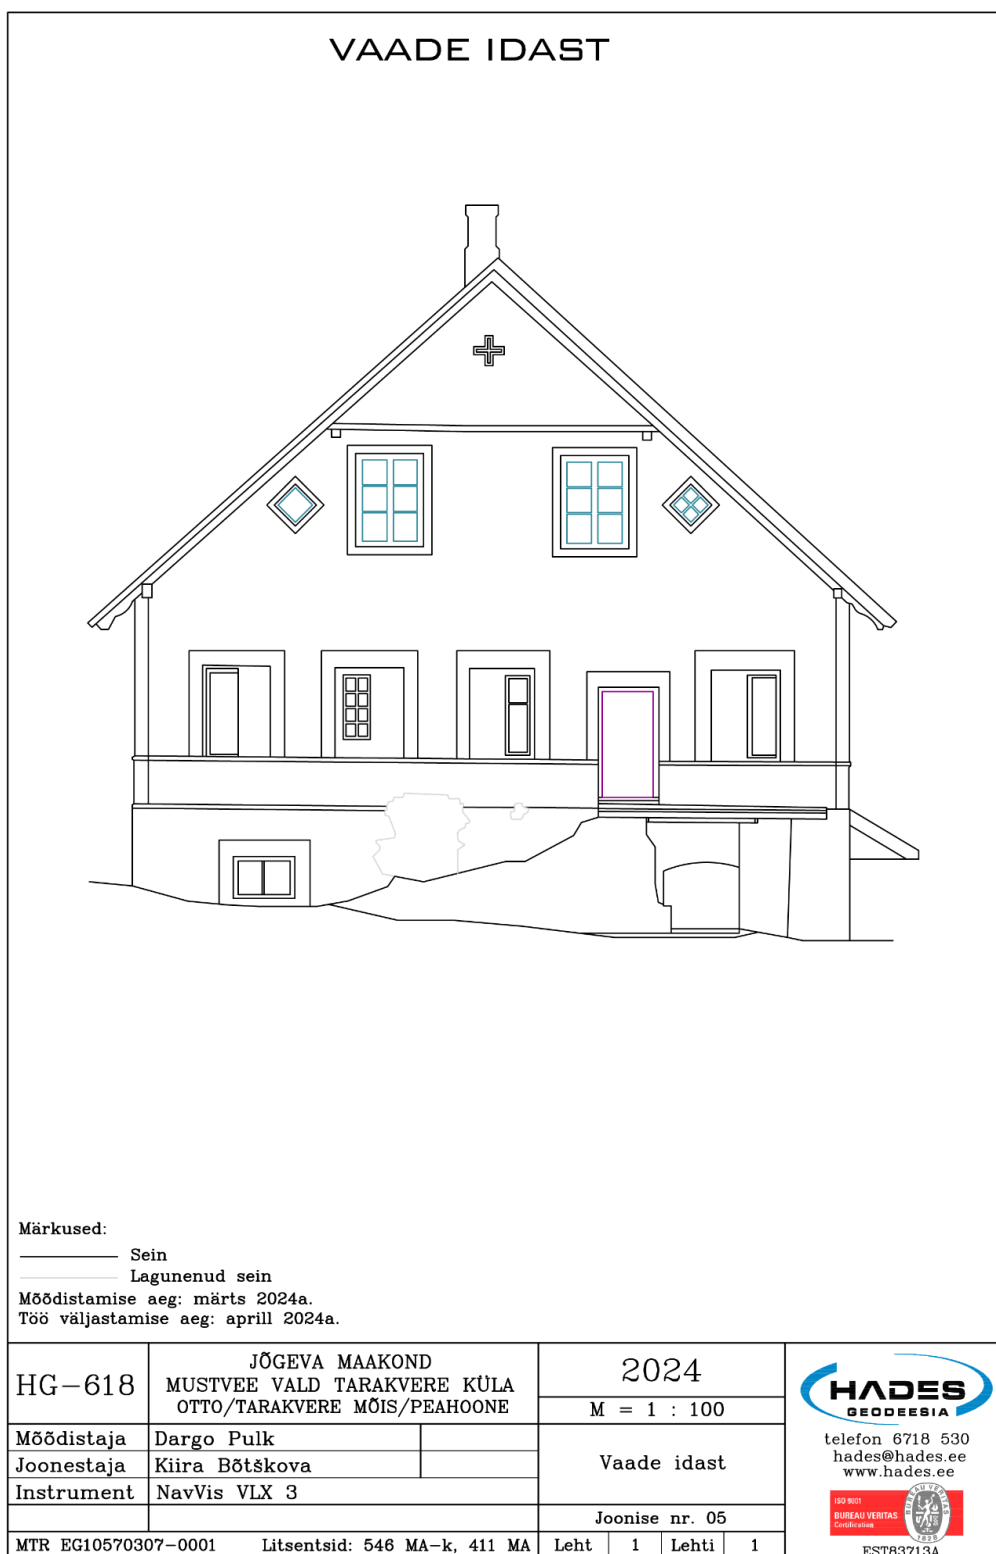 VAADE IDAST
Märkused:
Sein
Lagunenud sein
Mõõdistamise aeg: märts 2024a.
Töö väljastamise aeg: aprill 2024a.
HG-618
JÕGEVA MAAKOND
MUSTVEE VALD TARAKVERE KÜLA
OTTO/TARAKVERE MÕIS/PEAHOONE
2024
M = 1 : 100
Mõõdistaja Dargo Pulk
Joonestaja Kiira Bõtškova
Instrument NavVis VLX 3
Vaade idast
Joonise nr. 05
MTR EG10570307-0001 Litsentsid: 546 MA-k, 411 MA
Leht 1 Lehti 1
HADES
GEODEESIA
telefon 6718 530
hades@hades.ee
www.hades.ee
ISO 9001
BUREAU VERITAS
Certification
BUREAU VERITAS
1828
EST83713A